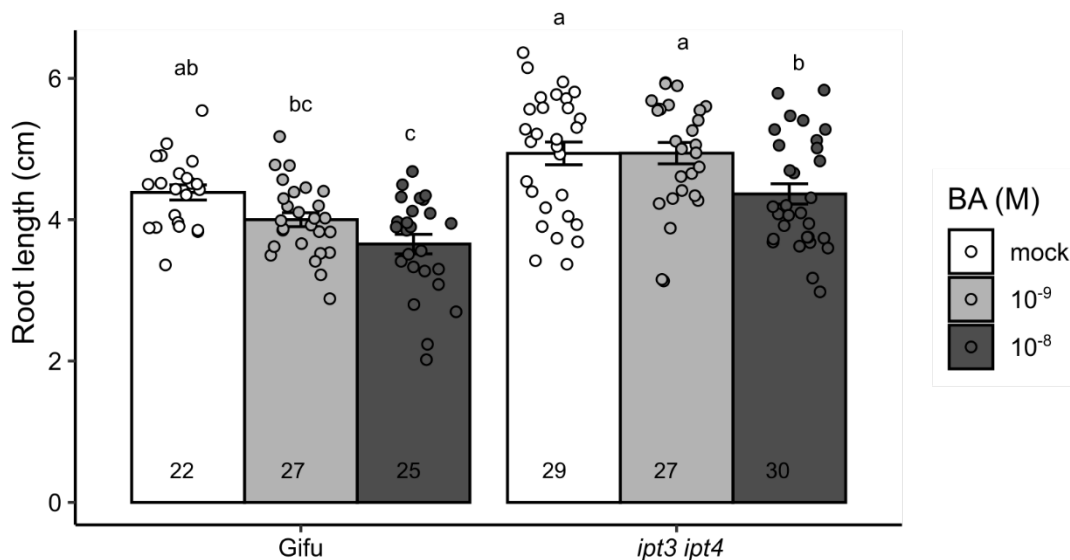 Root length (cm)
6
4
2
0
ab
bc
c
a
a
b
22
27
25
29
27
30
Gifu
ipt3 ipt4
BA (M)
mock
10⁻⁹
10⁻⁸